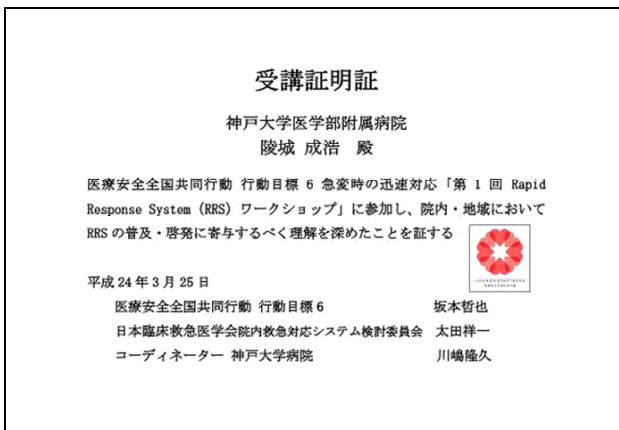 受講証明証
神戸大学医学部附属病院
陵城 成浩 殿
医療安全全国共同行動 行動目標 6 急変時の迅速対応「第 1 回 Rapid
Response System (RRS) ワークショップ」に参加し、院内・地域において
RRS の普及・啓発に寄与するべく理解を深めたことを証する
平成 24 年 3 月 25 日
医療安全全国共同行動 行動目標 6 坂本哲也
日本臨床救急医学会院内救急対応システム検討委員会 太田祥一
コーディネーター 神戸大学病院 川嶋隆久